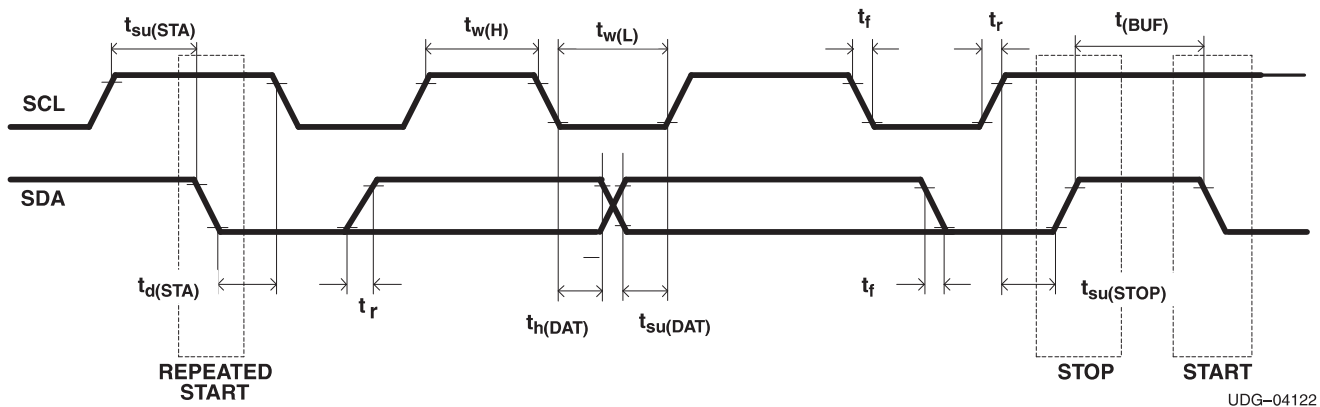 tsu(STA)
tw(H)
tw(L)
tf
tr
t(BUF)
SCL
SDA
td(STA)
tr
th(DAT)
tsu(DAT)
tf
tsu(STOP)
REPEATED
START
STOP
START
UDG–04122